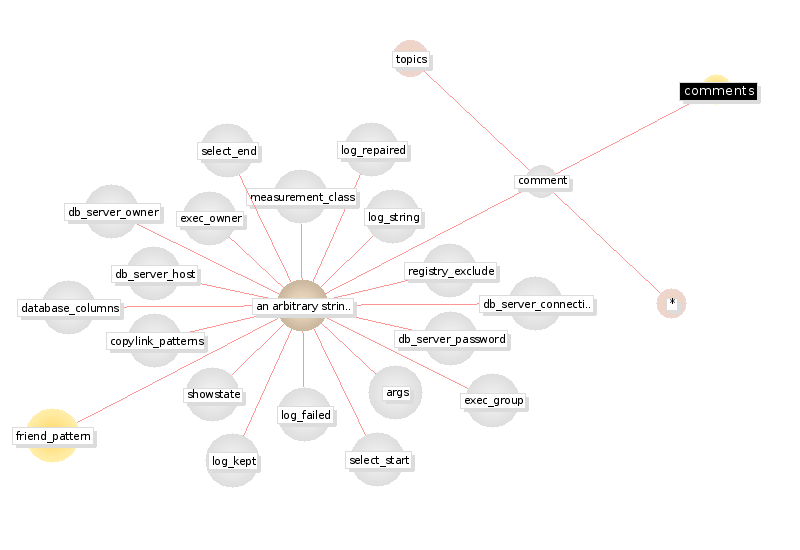 topics
comments
select_end
log_repaired
comment
measurement_class
db_server_owner
exec_owner
log_string
db_server_host
registry_exclude
database_columns
an arbitrary strin..
db_server_connecti..
*
copylink_patterns
db_server_password
showstate
args
exec_group
log_failed
friend_pattern
log_kept
select_start